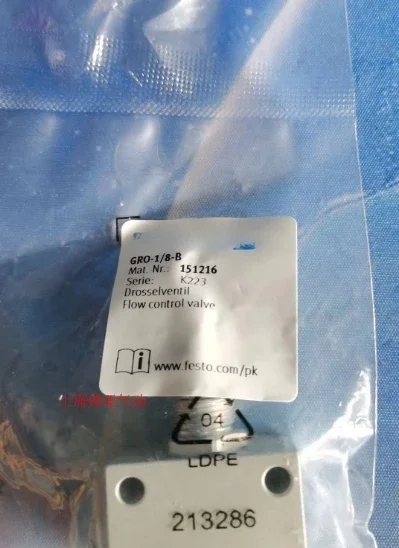 GRO-1/8-B
Mat. Nr.: 151216
Serie: K223
Drosselventil
Flow control valve
i www.festo.com/pk
04
LDPE
213286